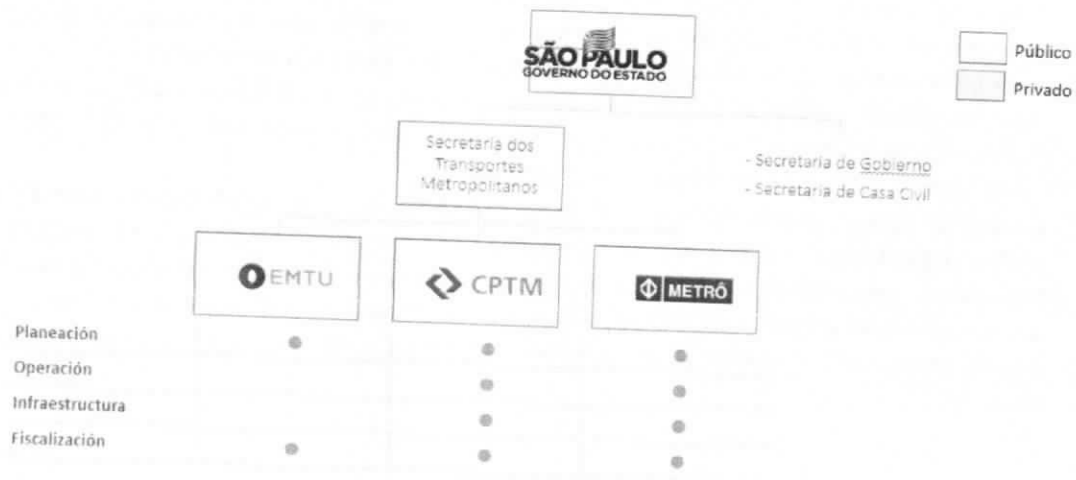 SÃO PAULO
GOVERNO DO ESTADO
Público
Privado
Secretaria dos
Transportes
Metropolitanos
- Secretaria de Gobierno
- Secretaria de Casa Civil
EMTU
CPTM
METRÔ
Planeación
Operación
Infraestructura
Fiscalización